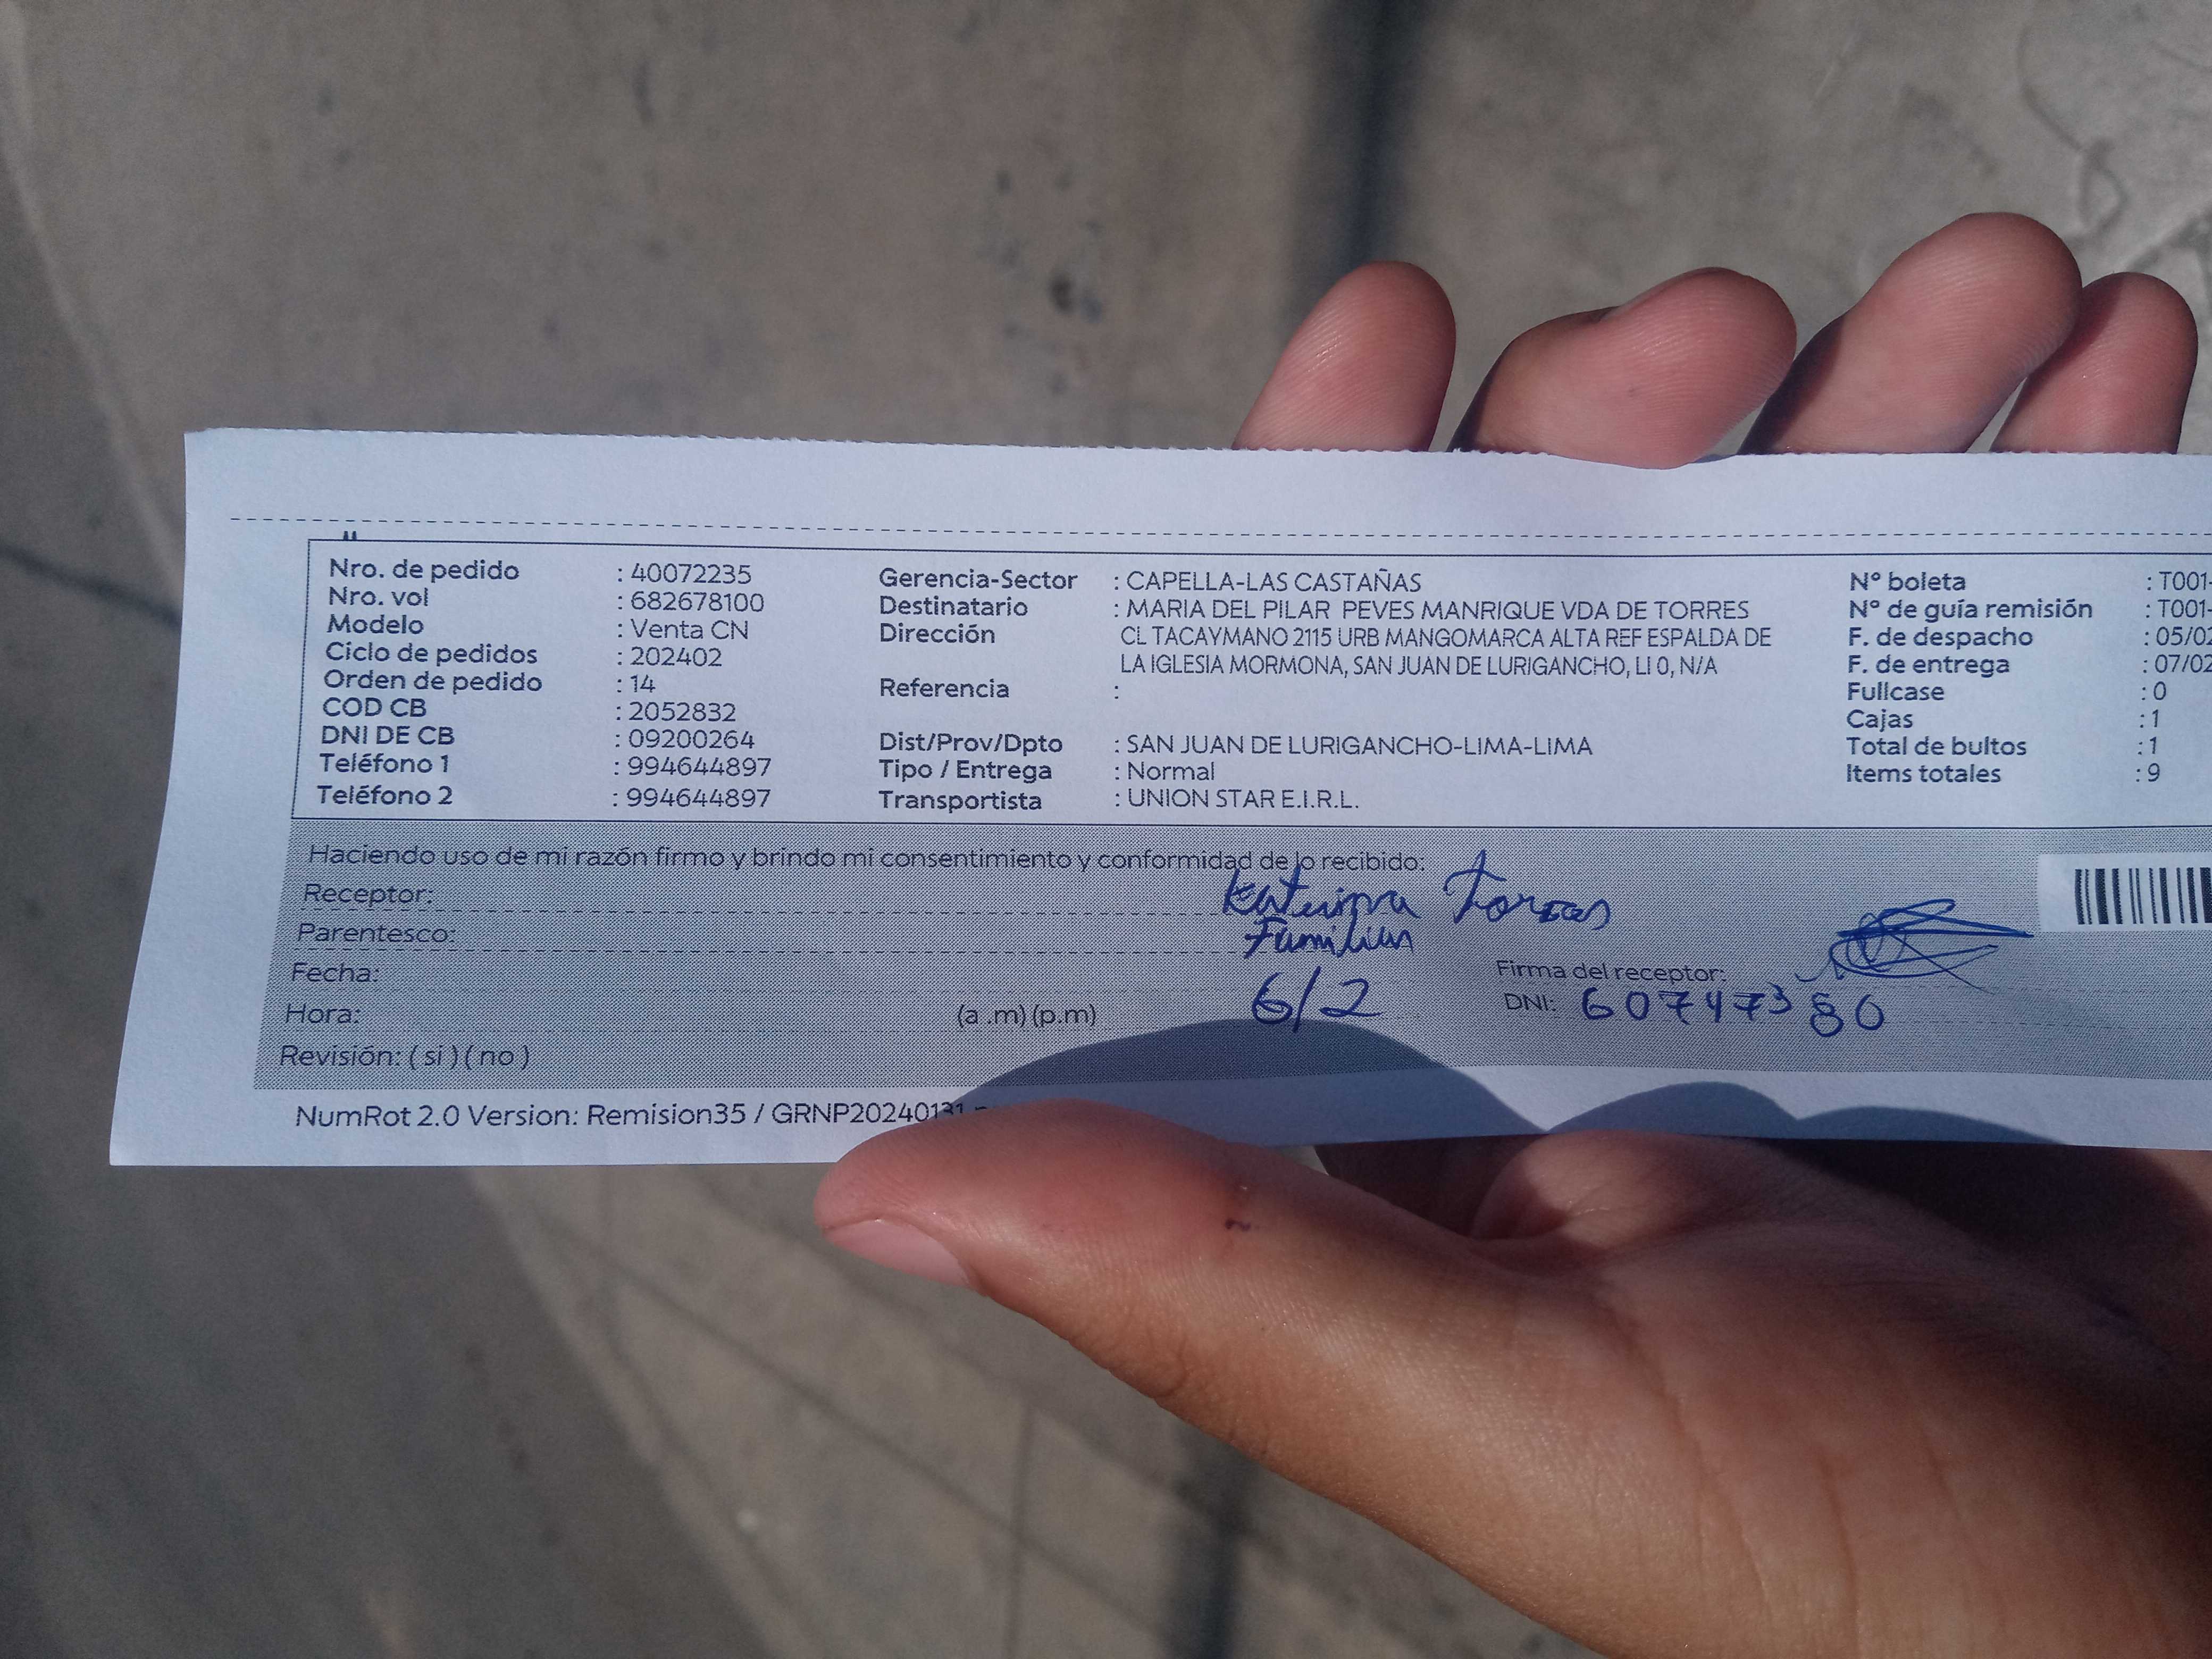 Nro. de pedido : 40072235
Nro. vol : 682678100
Modelo : Venta CN
Ciclo de pedidos : 202402
Orden de pedido : 14
COD CB : 2052832
DNI DE CB : 09200264
Teléfono 1 : 994644897
Teléfono 2 : 994644897
Gerencia-Sector : CAPELLA-LAS CASTAÑAS
Destinatario : MARIA DEL PILAR PEVES MANRIQUE VDA DE TORRES
Dirección CL TACAYMANO 2115 URB MANGOMARCA ALTA REF ESPALDA DE
LA IGLESIA MORMONA, SAN JUAN DE LURIGANCHO, LI 0, N/A
Referencia :
Dist/Prov/Dpto : SAN JUAN DE LURIGANCHO-LIMA-LIMA
Tipo / Entrega : Normal
Transportista : UNION STAR E.I.R.L.
N° boleta : T001-
N° de guía remisión : T001-
F. de despacho : 05/02
F. de entrega : 07/02
Fullcase : 0
Cajas : 1
Total de bultos : 1
Items totales : 9
Haciendo uso de mi razón firmo y brindo mi consentimiento y conformidad de lo recibido:
Receptor: Torres
Parentesco: Familiar
Fecha: 6/2
Firma del receptor:
Hora: (a .m) (p.m)
DNI: 60747380
Revisión: ( si ) ( no )
NumRot 2.0 Version: Remision35 / GRNP20240131